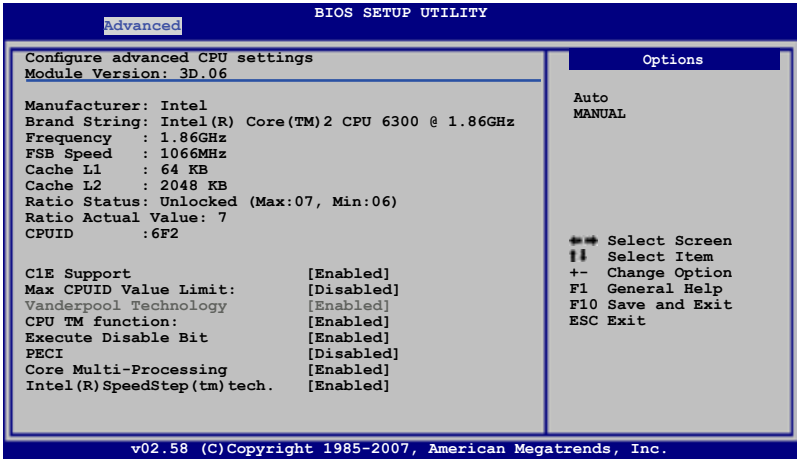 BIOS SETUP UTILITY
Advanced
Configure advanced CPU settings
Module Version: 3D.06
Manufacturer: Intel
Brand String: Intel(R) Core(TM)2 CPU 6300 @ 1.86GHz
Frequency : 1.86GHz
FSB Speed : 1066MHz
Cache L1 : 64 KB
Cache L2 : 2048 KB
Ratio Status: Unlocked (Max:07, Min:06)
Ratio Actual Value: 7
CPUID :6F2
C1E Support [Enabled]
Max CPUID Value Limit: [Disabled]
Vanderpool Technology [Enabled]
CPU TM function: [Enabled]
Execute Disable Bit [Enabled]
PECI [Disabled]
Core Multi-Processing [Enabled]
Intel(R)SpeedStep(tm)tech. [Enabled]
Options
Auto
MANUAL
Select Screen
Select Item
+- Change Option
F1 General Help
F10 Save and Exit
ESC Exit
v02.58 (C)Copyright 1985-2007, American Megatrends, Inc.